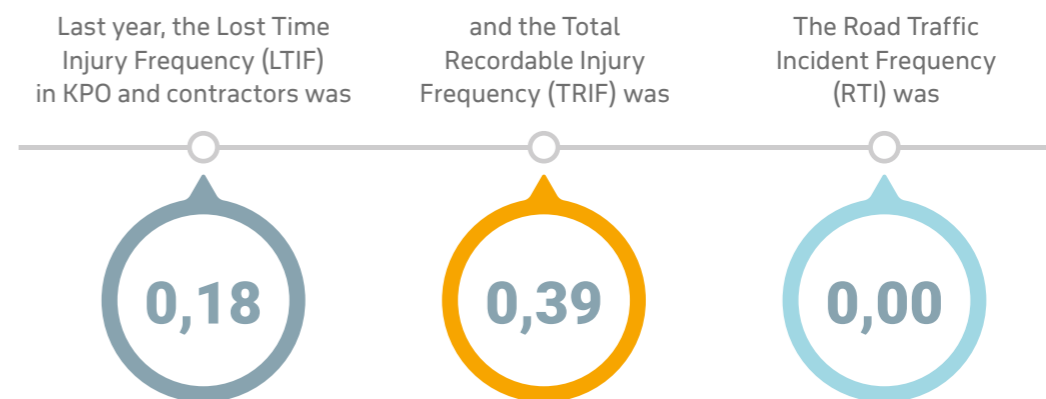 Last year, the Lost Time
Injury Frequency (LTIF)
in KPO and contractors was
0,18
and the Total
Recordable Injury
Frequency (TRIF) was
0,39
The Road Traffic
Incident Frequency
(RTI) was
0,00